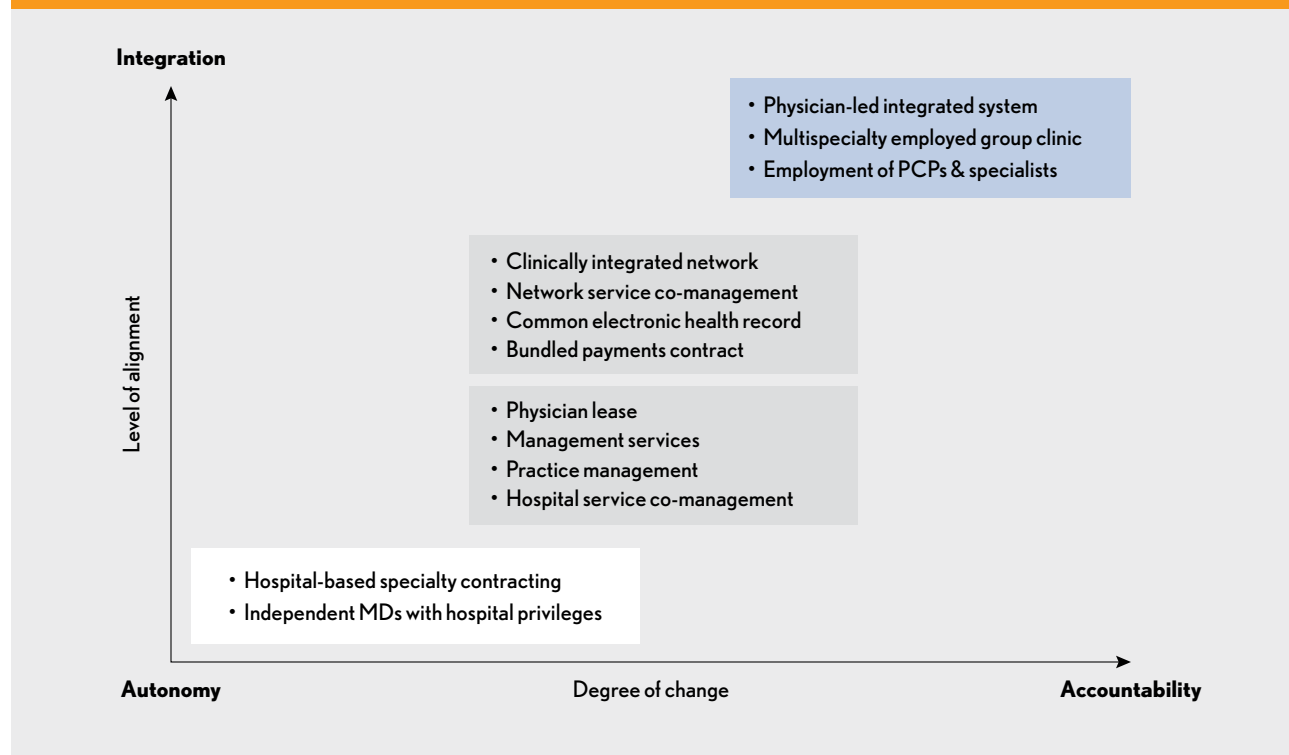 Integration
• Physician-led integrated system
• Multispecialty employed group clinic
• Employment of PCPs & specialists
• Clinically integrated network
• Network service co-management
• Common electronic health record
• Bundled payments contract
Level of alignment
• Physician lease
• Management services
• Practice management
• Hospital service co-management
• Hospital-based specialty contracting
• Independent MDs with hospital privileges
Autonomy
Degree of change
Accountability